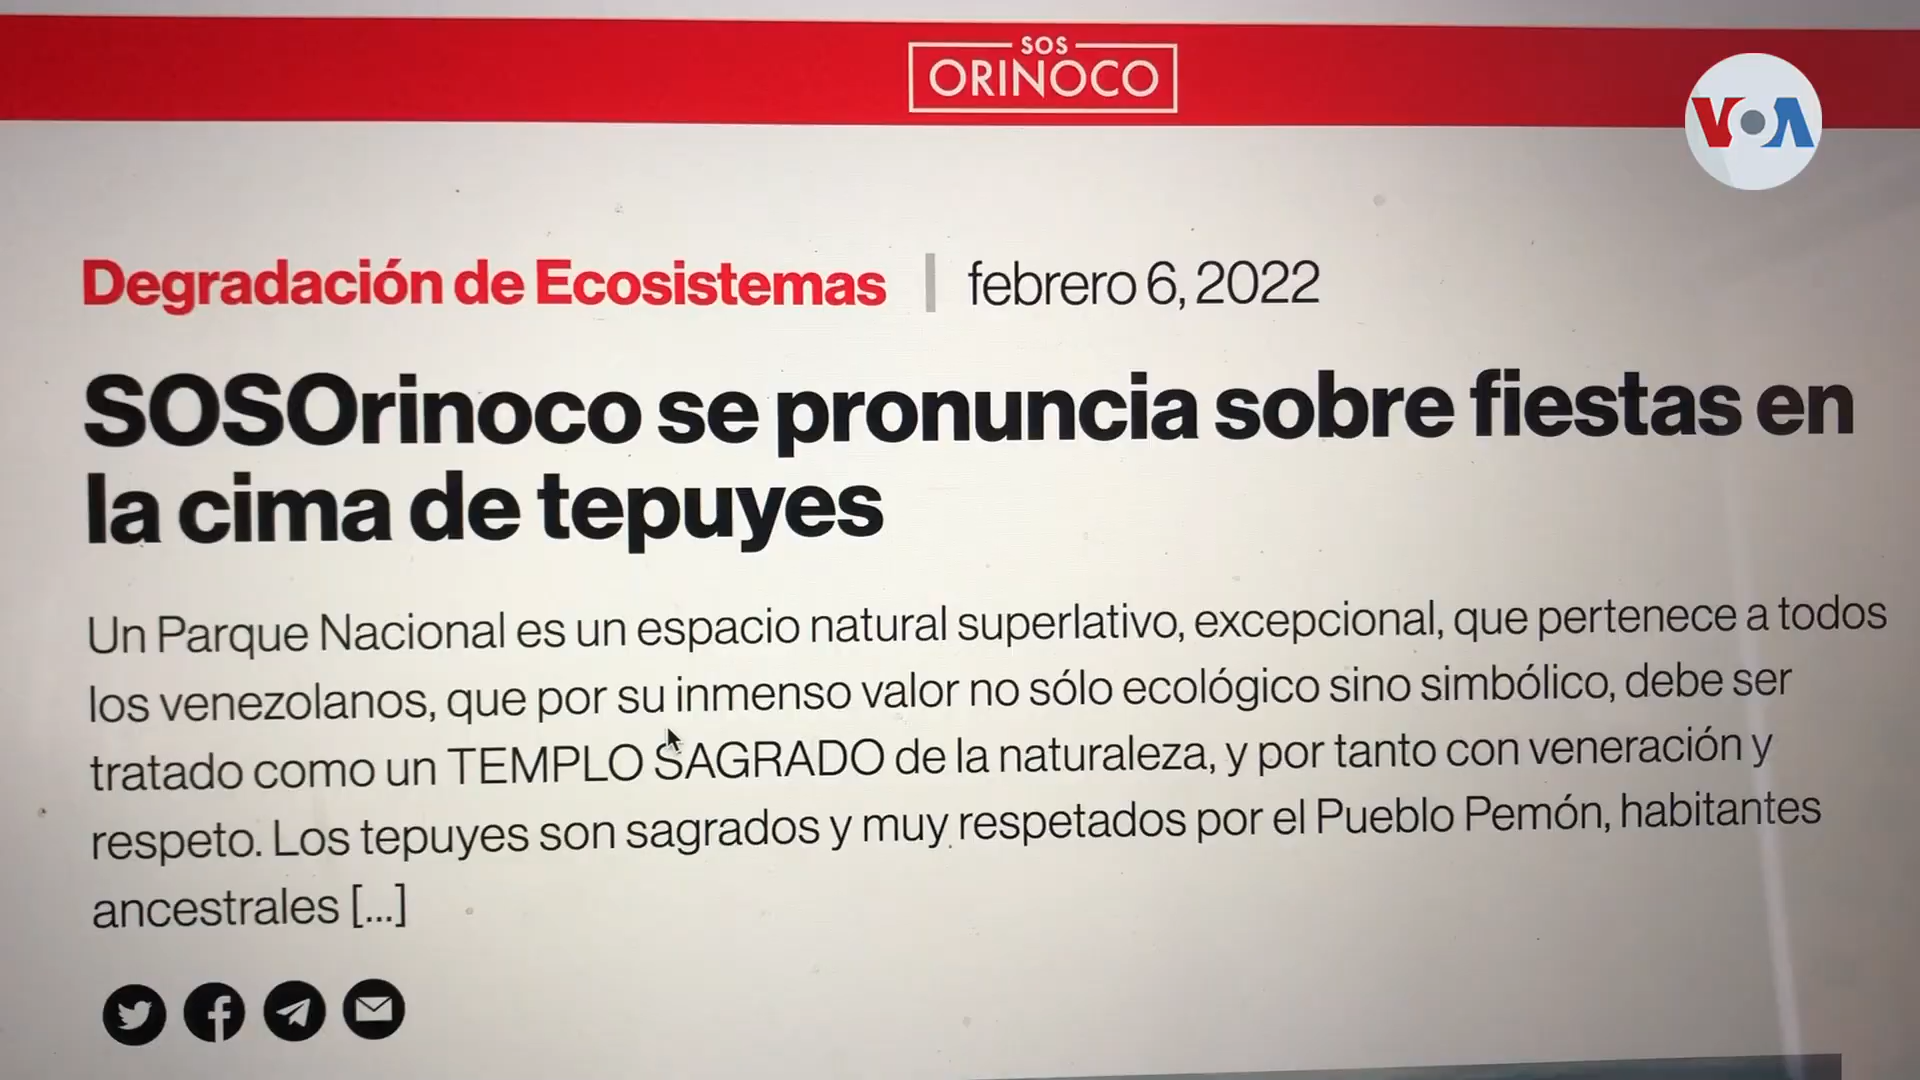 SOS
ORINOCO
VOA
Degradación de Ecosistemas | febrero 6, 2022
SOSOrinoco se pronuncia sobre fiestas en
la cima de tepuyes
Un Parque Nacional es un espacio natural superlativo, excepcional, que pertenece a todos
los venezolanos, que por su inmenso valor no sólo ecológico sino simbólico, debe ser
tratado como un TEMPLO SAGRADO de la naturaleza, y por tanto con veneración y
respeto. Los tepuyes son sagrados y muy respetados por el Pueblo Pemón, habitantes
ancestrales [...]